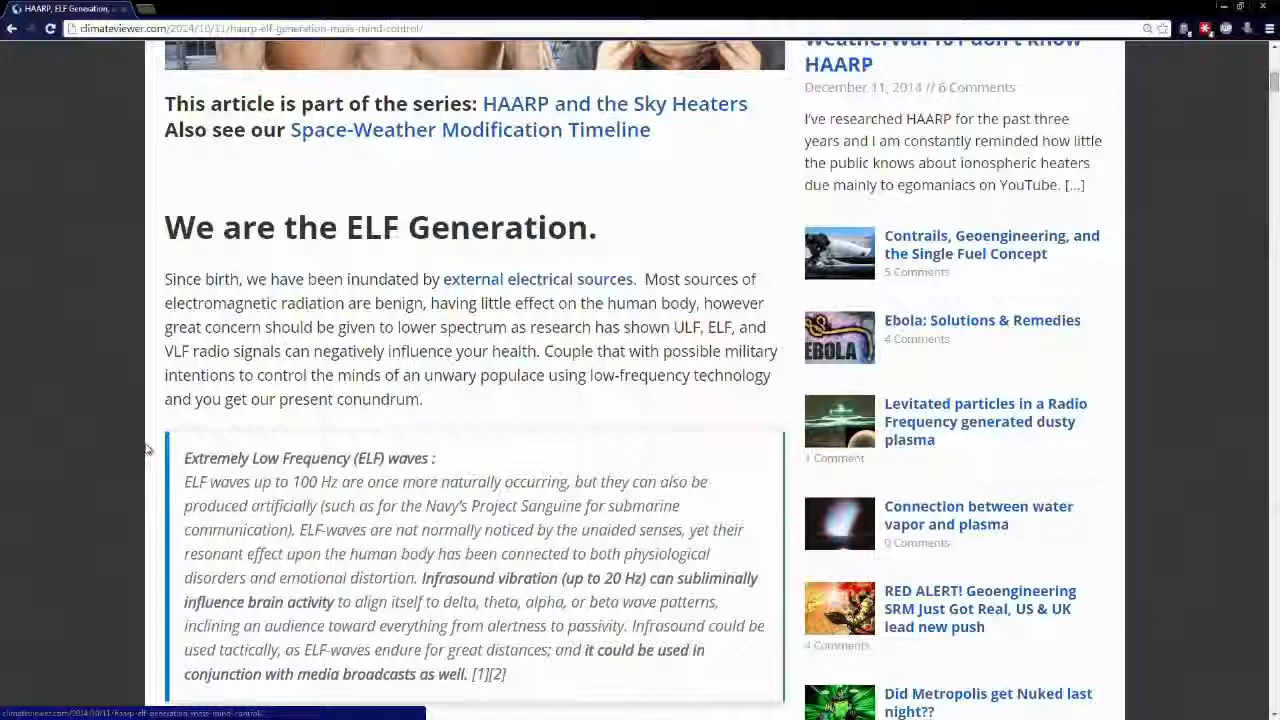 HAARP, ELF Generation,
climateviewer.com/2014/10/11/haarp-elf-generation-mass-mind-control/
This article is part of the series: HAARP and the Sky Heaters
Also see our Space-Weather Modification Timeline
We are the ELF Generation.
Since birth, we have been inundated by external electrical sources. Most sources of
electromagnetic radiation are benign, having little effect on the human body, however
great concern should be given to lower spectrum as research has shown ULF, ELF, and
VLF radio signals can negatively influence your health. Couple that with possible military
intentions to control the minds of an unwary populace using low-frequency technology
and you get our present conundrum.
Extremely Low Frequency (ELF) waves :
ELF waves up to 100 Hz are once more naturally occurring, but they can also be
produced artificially (such as for the Navy's Project Sanguine for submarine
communication). ELF-waves are not normally noticed by the unaided senses, yet their
resonant effect upon the human body has been connected to both physiological
disorders and emotional distortion. Infrasound vibration (up to 20 Hz) can subliminally
influence brain activity to align itself to delta, theta, alpha, or beta wave patterns,
inclining an audience toward everything from alertness to passivity. Infrasound could be
used tactically, as ELF-waves endure for great distances; and it could be used in
conjunction with media broadcasts as well. [1][2]
WeatherWar101 don't know
HAARP
December 11, 2014 // 6 Comments
I've researched HAARP for the past three
years and I am constantly reminded how little
the public knows about ionospheric heaters
due mainly to egomaniacs on YouTube. [...]
Contrails, Geoengineering, and
the Single Fuel Concept
5 Comments
EBOLA
Ebola: Solutions & Remedies
4 Comments
Levitated particles in a Radio
Frequency generated dusty
plasma
1 Comment
Connection between water
vapor and plasma
0 Comments
RED ALERT! Geoengineering
SRM Just Got Real, US & UK
lead new push
4 Comments
Did Metropolis get Nuked last
night??
climateviewer.com/2014/10/11/haarp-elf-generation-mass-mind-control/